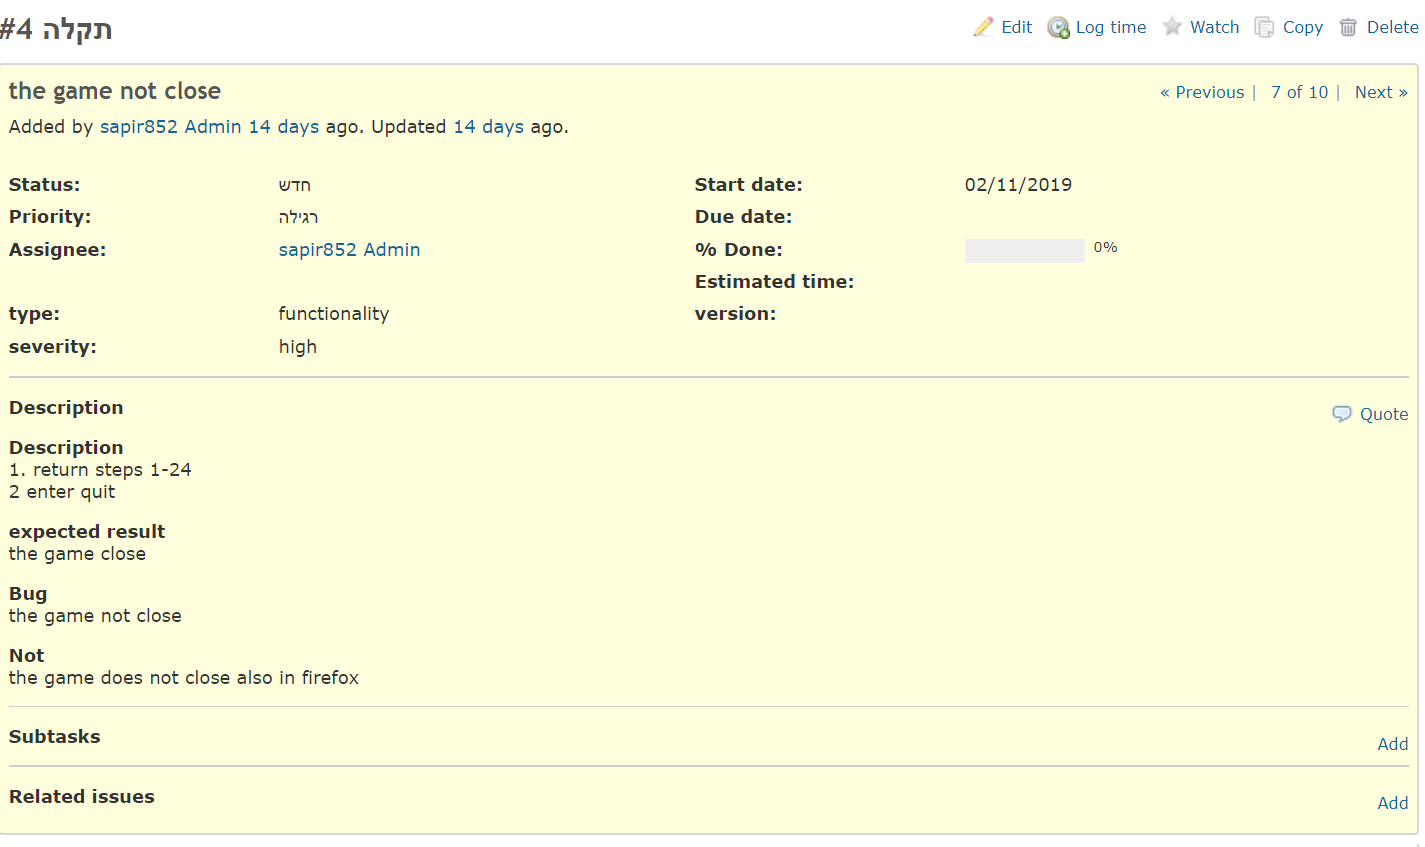 תקלה #4
Edit Log time Watch Copy Delete
the game not close
« Previous | 7 of 10 | Next »
Added by sapir852 Admin 14 days ago. Updated 14 days ago.
Status: חדש Start date: 02/11/2019
Priority: רגילה Due date:
Assignee: sapir852 Admin % Done: 0%
Estimated time:
type: functionality version:
severity: high
Description
Quote
Description
1. return steps 1-24
2 enter quit
expected result
the game close
Bug
the game not close
Not
the game does not close also in firefox
Subtasks
Add
Related issues
Add